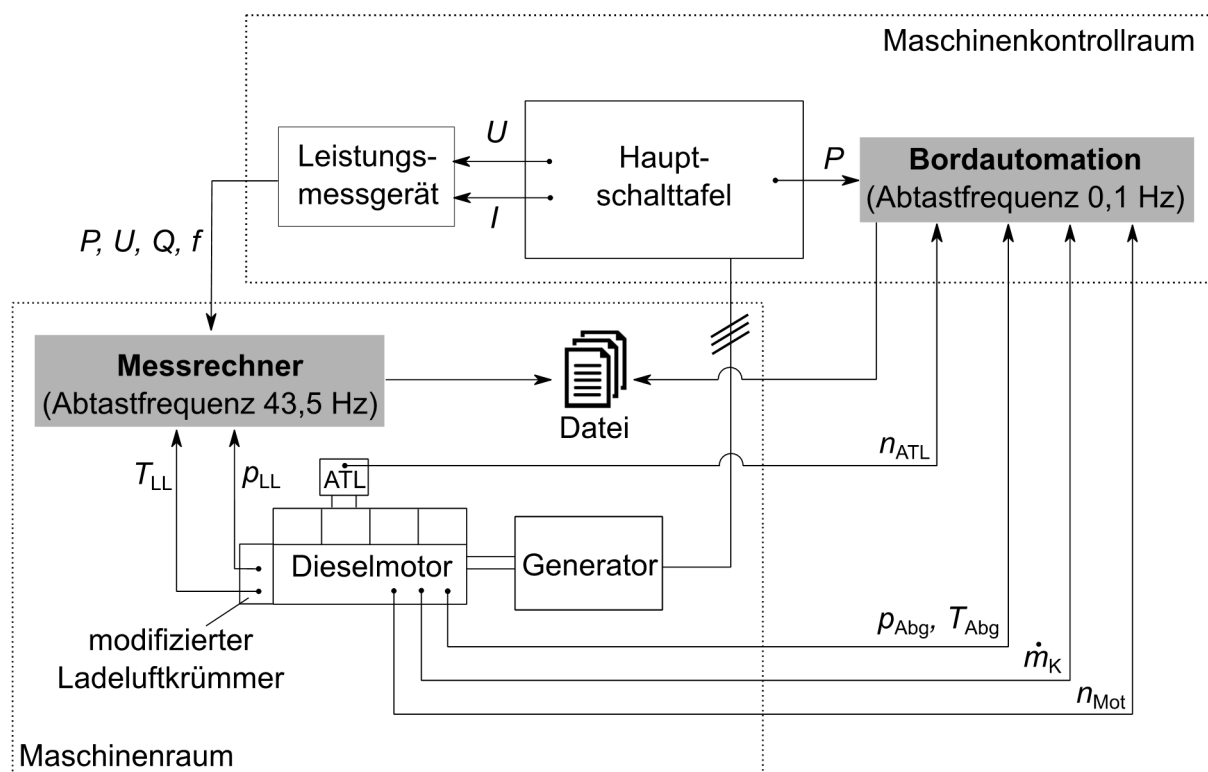 Maschinenkontrollraum
U
Leistungs-
messgerät
I
Haupt-
schalttafel
P
Bordautomation
(Abtastfrequenz 0,1 Hz)
P, U, Q, f
Messrechner
(Abtastfrequenz 43,5 Hz)
Datei
T_LL
p_LL
ATL
n_ATL
Dieselmotor
Generator
modifizierter
Ladeluftkrümmer
p_Abg, T_Abg
ṁ_K
n_Mot
Maschinenraum